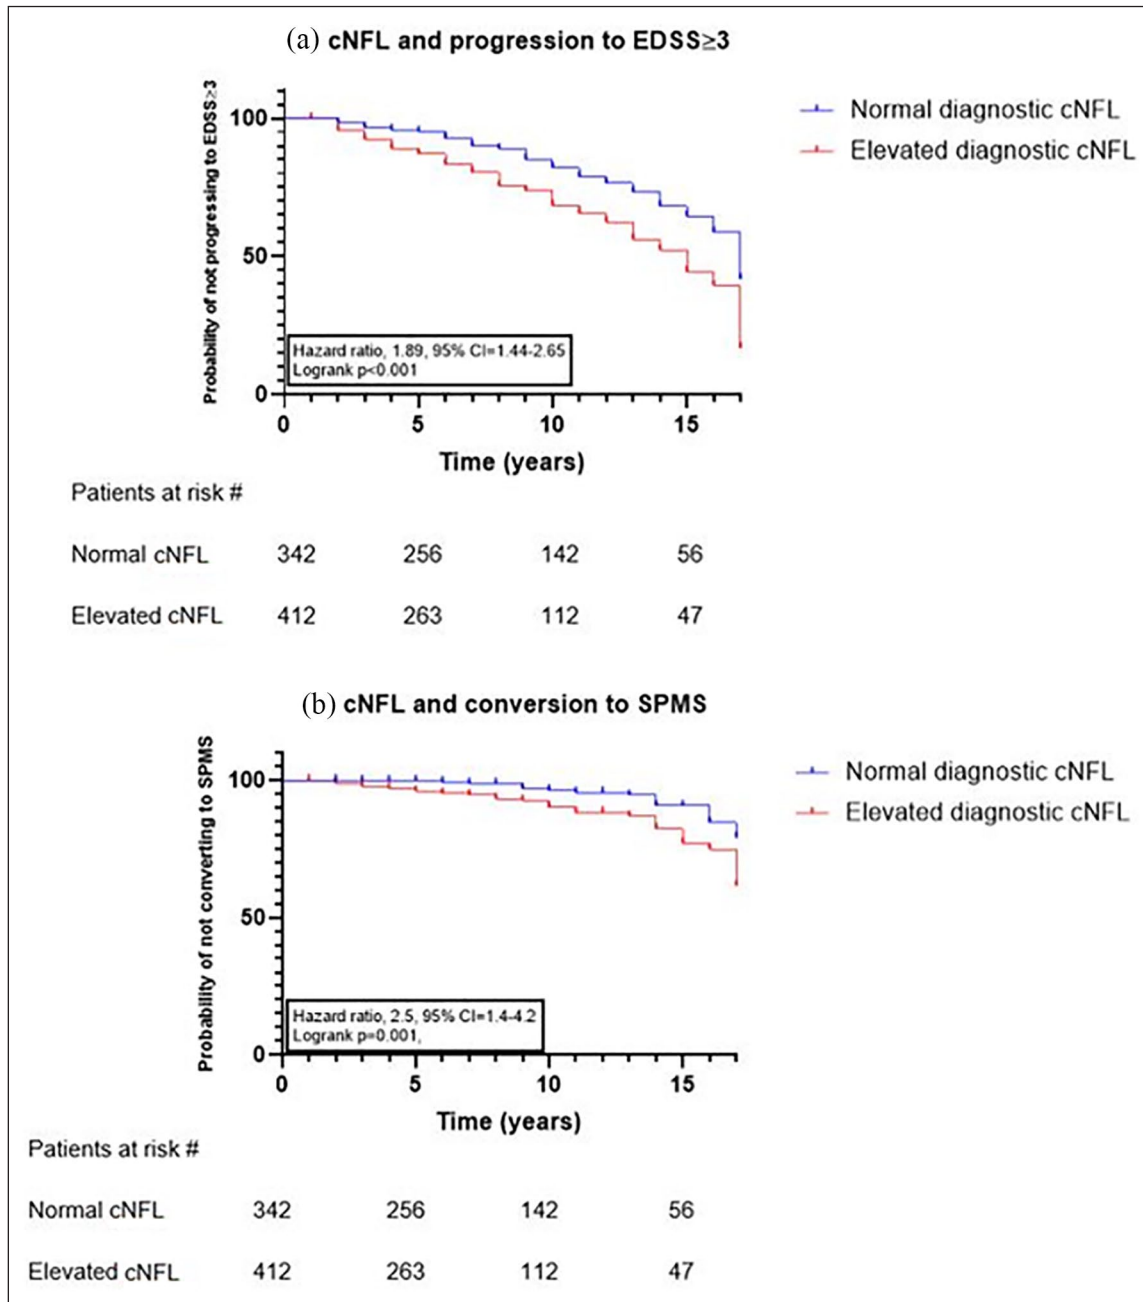 (a) cNFL and progression to EDSS≥3
Probability of not progressing to EDSS≥3
100
50
0
0 5 10 15
Time (years)
Normal diagnostic cNFL
Elevated diagnostic cNFL
Hazard ratio, 1.89, 95% CI=1.44-2.65
Logrank p<0.001
Patients at risk #
Normal cNFL 342 256 142 56
Elevated cNFL 412 263 112 47
(b) cNFL and conversion to SPMS
Probability of not converting to SPMS
100
50
0
0 5 10 15
Time (years)
Normal diagnostic cNFL
Elevated diagnostic cNFL
Hazard ratio, 2.5, 95% CI=1.4-4.2
Logrank p=0.001,
Patients at risk #
Normal cNFL 342 256 142 56
Elevated cNFL 412 263 112 47